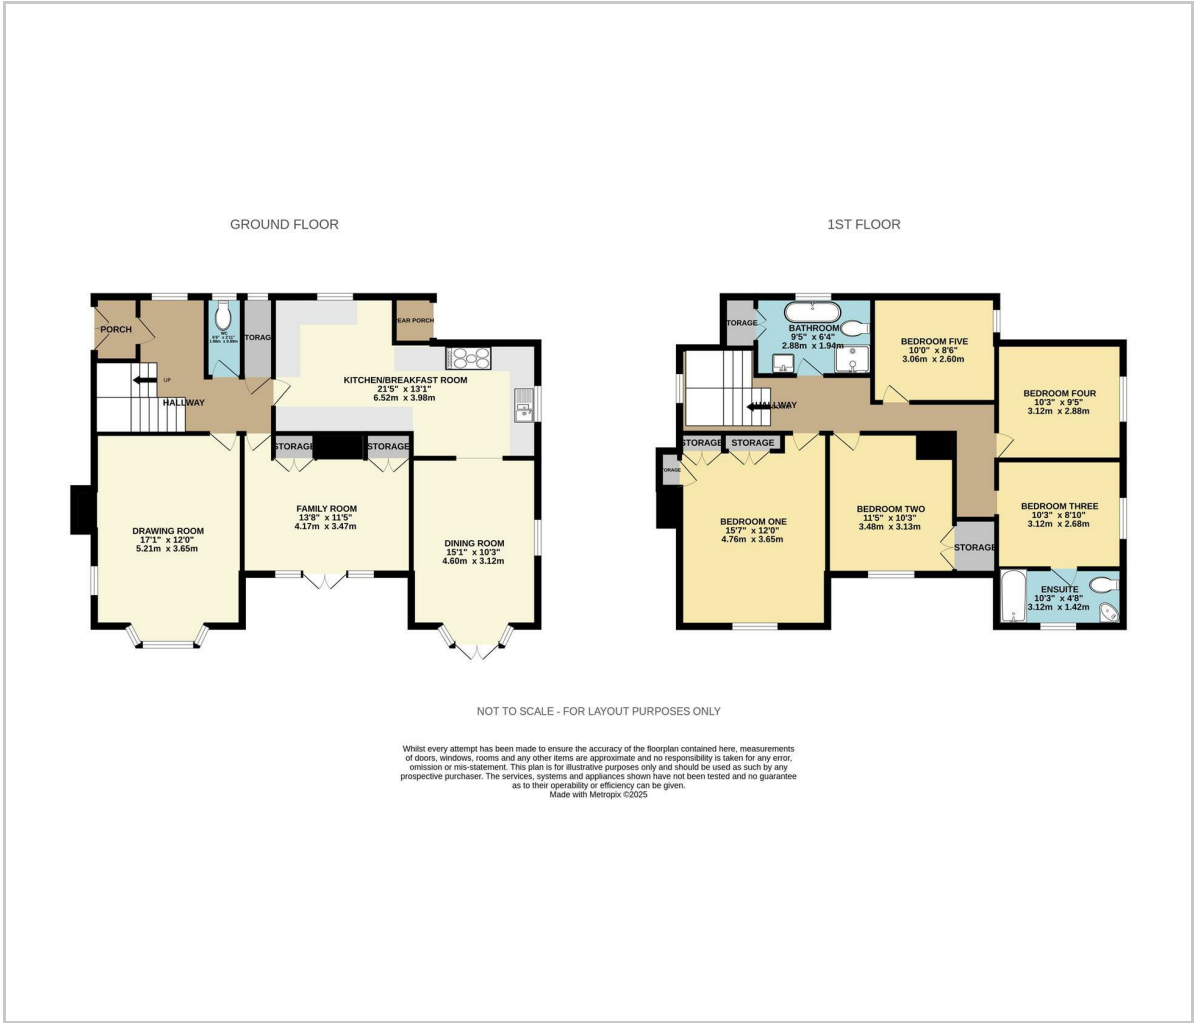 GROUND FLOOR
PORCH
UP
HALLWAY
WC
TORAG
KITCHEN/BREAKFAST ROOM
21'5" x 13'1"
6.52m x 3.98m
REAR PORCH
STORAGE
STORAGE
DRAWING ROOM
17'1" x 12'0"
5.21m x 3.65m
FAMILY ROOM
13'8" x 11'5"
4.17m x 3.47m
DINING ROOM
15'1" x 10'3"
4.60m x 3.12m
1ST FLOOR
TORAGE
BATHROOM
9'5" x 6'4"
2.88m x 1.94m
BEDROOM FIVE
10'0" x 8'6"
3.06m x 2.60m
BEDROOM FOUR
10'3" x 9'5"
3.12m x 2.88m
HALLWAY
STORAGE
STORAGE
TORAGE
BEDROOM ONE
15'7" x 12'0"
4.76m x 3.65m
BEDROOM TWO
11'5" x 10'3"
3.48m x 3.13m
STORAGE
BEDROOM THREE
10'3" x 8'10"
3.12m x 2.68m
ENSUITE
10'3" x 4'8"
3.12m x 1.42m
NOT TO SCALE - FOR LAYOUT PURPOSES ONLY
Whilst every attempt has been made to ensure the accuracy of the floorplan contained here, measurements
of doors, windows, rooms and any other items are approximate and no responsibility is taken for any error,
omission or mis-statement. This plan is for illustrative purposes only and should be used as such by any
prospective purchaser. The services, systems and appliances shown have not been tested and no guarantee
as to their operability or efficiency can be given.
Made with Metropix ©2025